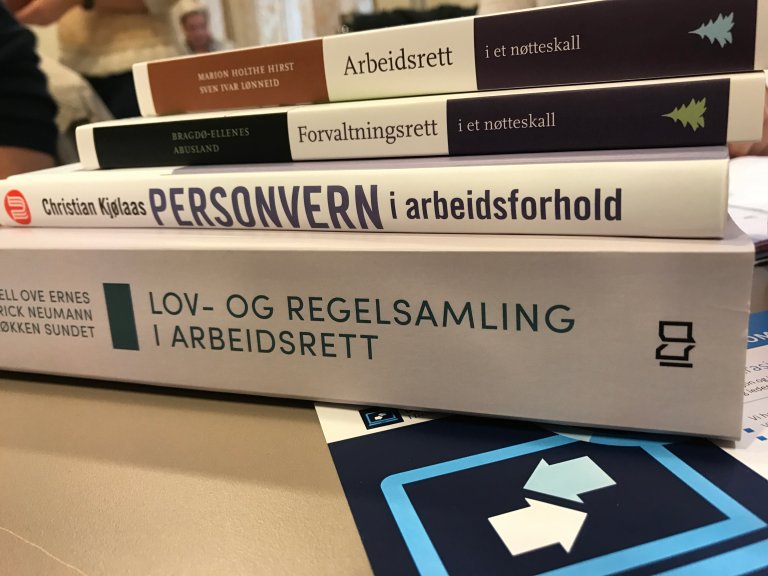 MARION HOLTHE HIRST
SVEN IVAR LØNNEID
Arbeidsrett
i et nøtteskall
BRAGDØ-ELLENES
ABUSLAND
Forvaltningsrett
i et nøtteskall
Christian Kjølaas PERSONVERN i arbeidsforhold
ELL OVE ERNES
RICK NEUMANN
ØKKEN SUNDET
LOV- OG REGELSAMLING
I ARBEIDSRETT